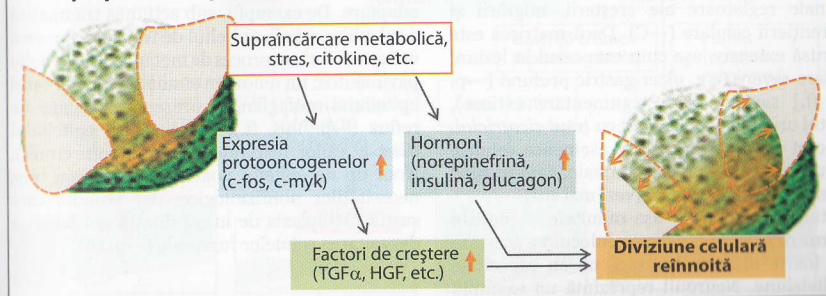 Supraîncărcare metabolică,
stres, citokine, etc.
Expresia
protooncogenelor
(c-fos, c-myk)
Hormoni
(norepinefrină,
insulină, glucagon)
Factori de creştere
(TGFα, HGF, etc.)
Diviziune celulară
reînnoită